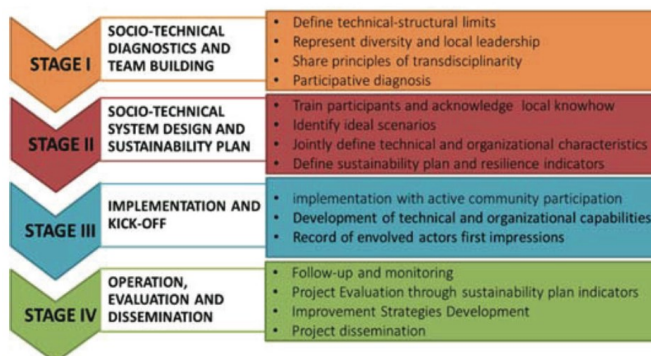 STAGE I
SOCIO-TECHNICAL
DIAGNOSTICS AND
TEAM BUILDING
• Define technical-structural limits
• Represent diversity and local leadership
• Share principles of transdisciplinarity
• Participative diagnosis
STAGE II
SOCIO-TECHNICAL
SYSTEM DESIGN AND
SUSTAINABILITY PLAN
• Train participants and acknowledge local knowhow
• Identify ideal scenarios
• Jointly define technical and organizational characteristics
• Define sustainability plan and resilience indicators
STAGE III
IMPLEMENTATION AND
KICK-OFF
• implementation with active community participation
• Development of technical and organizational capabilities
• Record of envolved actors first impressions
STAGE IV
OPERATION,
EVALUATION AND
DISSEMINATION
• Follow-up and monitoring
• Project Evaluation through sustainability plan indicators
• Improvement Strategies Development
• Project dissemination